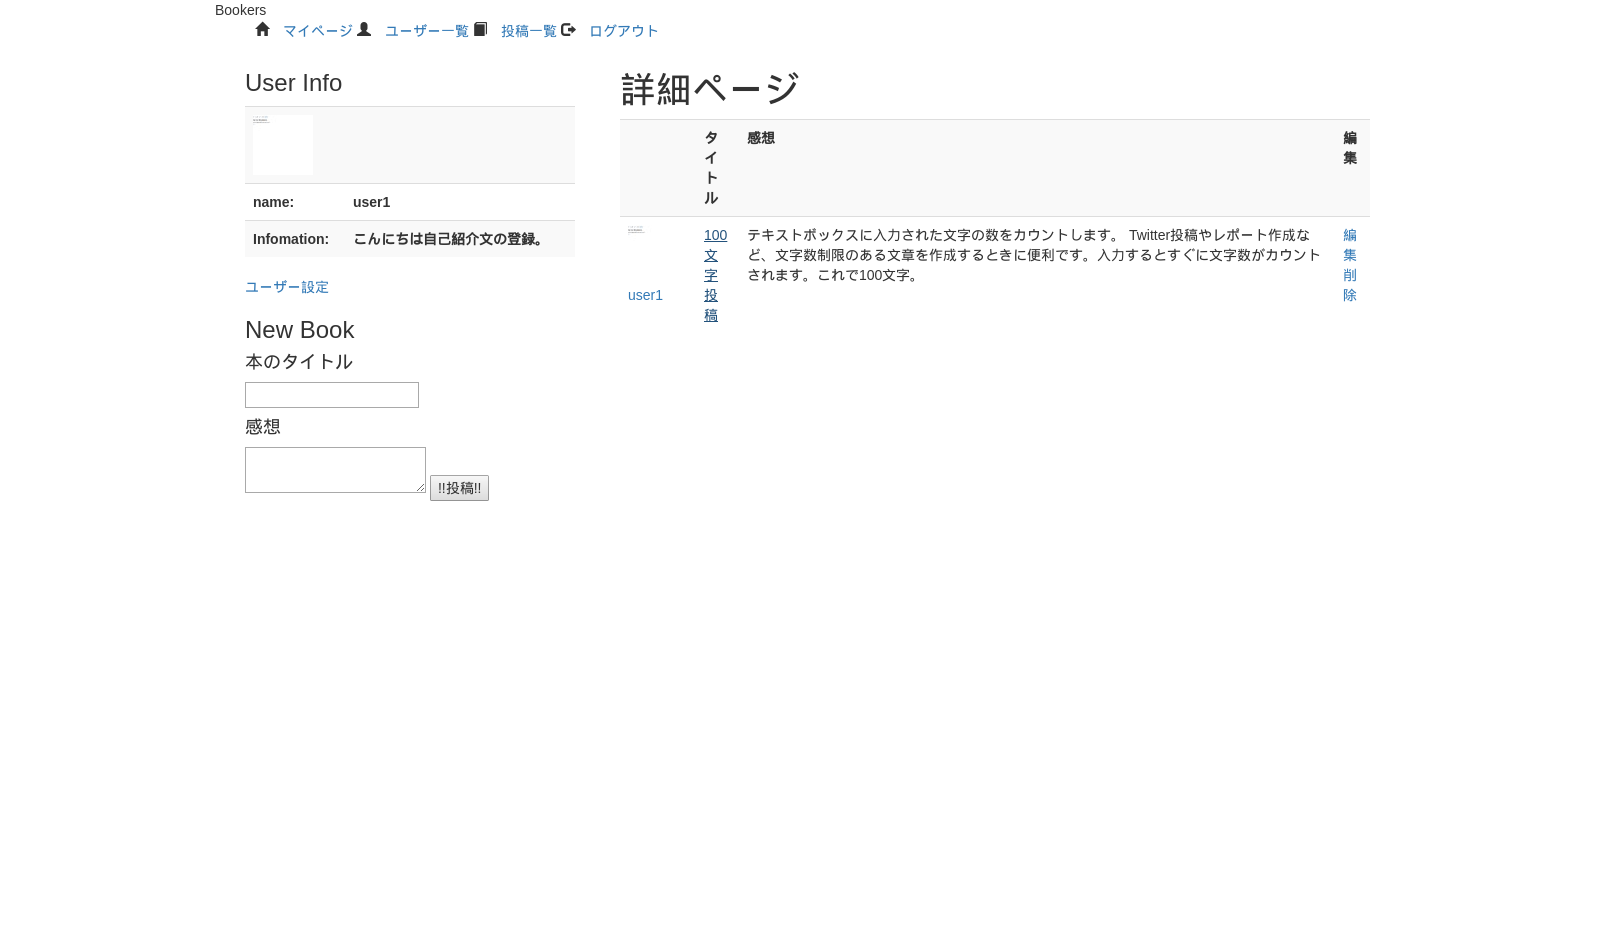 Bookers
マイページ ユーザー一覧 投稿一覧 ログアウト
User Info
name: user1
Infomation: こんにちは自己紹介文の登録。
ユーザー設定
New Book
本のタイトル
感想
!!投稿!!
詳細ページ
タイトル 感想 編集
user1
100文字投稿
テキストボックスに入力された文字の数をカウントします。 Twitter投稿やレポート作成な
ど、文字数制限のある文章を作成するときに便利です。入力するとすぐに文字数がカウント
されます。これで100文字。
編集
削除